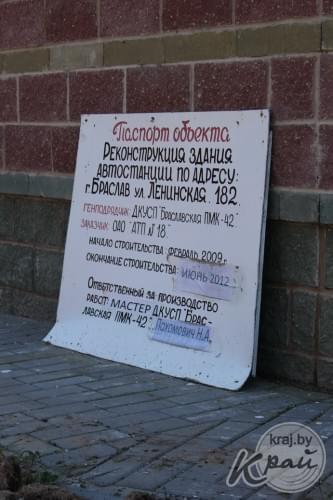 Паспорт объекта
Реконструкция здания
автостанции по адресу:
г. Браслав ул. Ленинская, 182.
генподрядчик: ДКУСП "Браславская ПМК-42"
заказчик: ОАО "АТП № 18"
начало строительства: февраль 2009 г.
окончание строительства: июнь 2012
Ответственный за производство
работ: мастер ДКУСП "Брас-
лавская ПМК-42" Пахомович Н.А.
kraj.by
Край